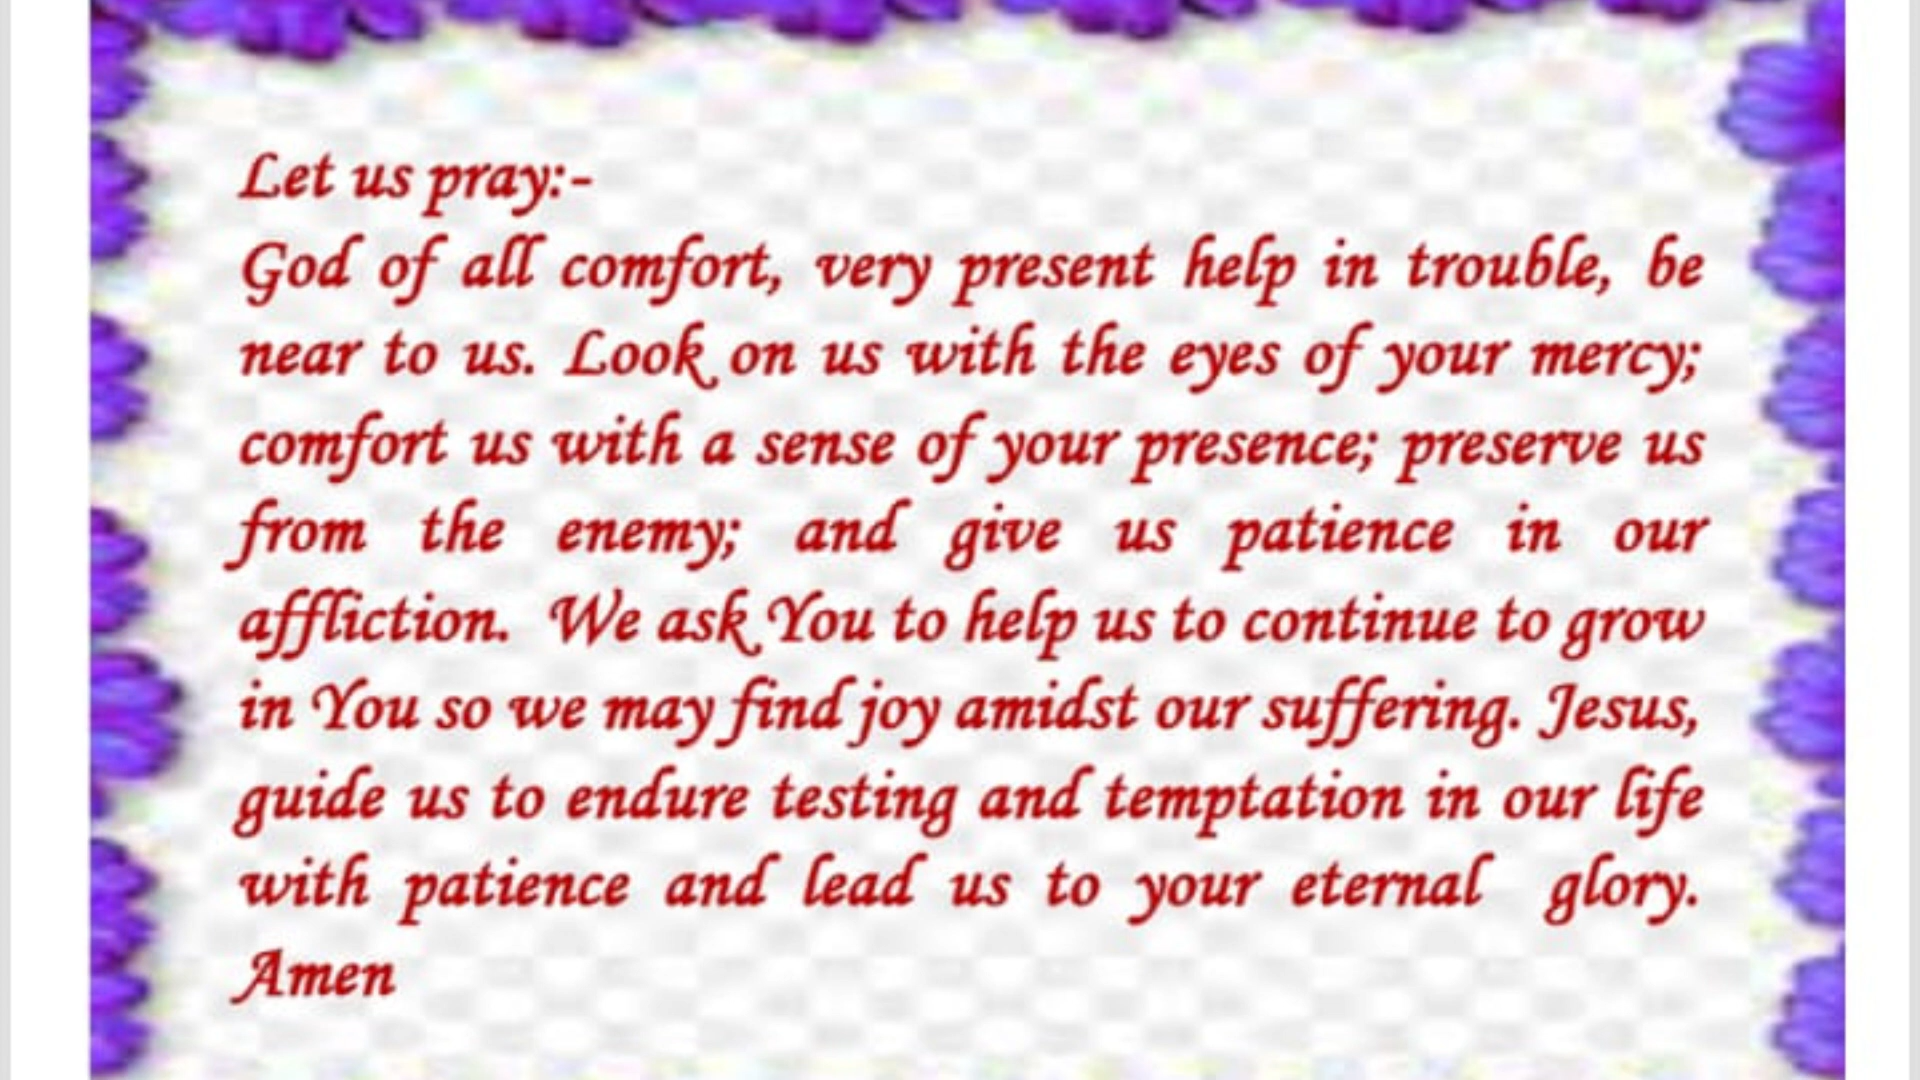 Let us pray:-
God of all comfort, very present help in trouble, be
near to us. Look on us with the eyes of your mercy;
comfort us with a sense of your presence; preserve us
from the enemy; and give us patience in our
affliction.  We ask You to help us to continue to grow
in You so we may find joy amidst our suffering. Jesus,
guide us to endure testing and temptation in our life
with patience and lead us to your eternal  glory.
Amen